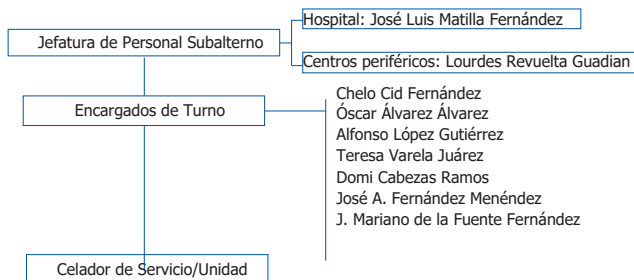 Hospital: José Luis Matilla Fernández
Jefatura de Personal Subalterno
Centros periféricos: Lourdes Revuelta Guadian
Encargados de Turno
Chelo Cid Fernández
Óscar Álvarez Álvarez
Alfonso López Gutiérrez
Teresa Varela Juárez
Domi Cabezas Ramos
José A. Fernández Menéndez
J. Mariano de la Fuente Fernández
Celador de Servicio/Unidad